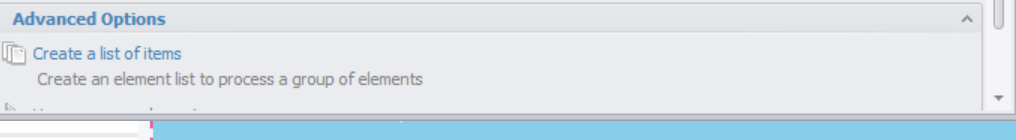 Advanced Options
Create a list of items
Create an element list to process a group of elements